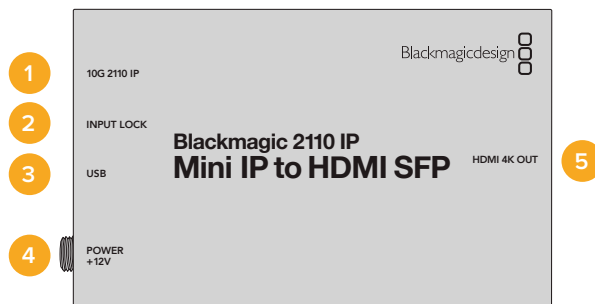 1
10G 2110 IP
Blackmagicdesign
2
INPUT LOCK
Blackmagic 2110 IP
Mini IP to HDMI SFP
HDMI 4K OUT
5
3
USB
4
POWER
+12V